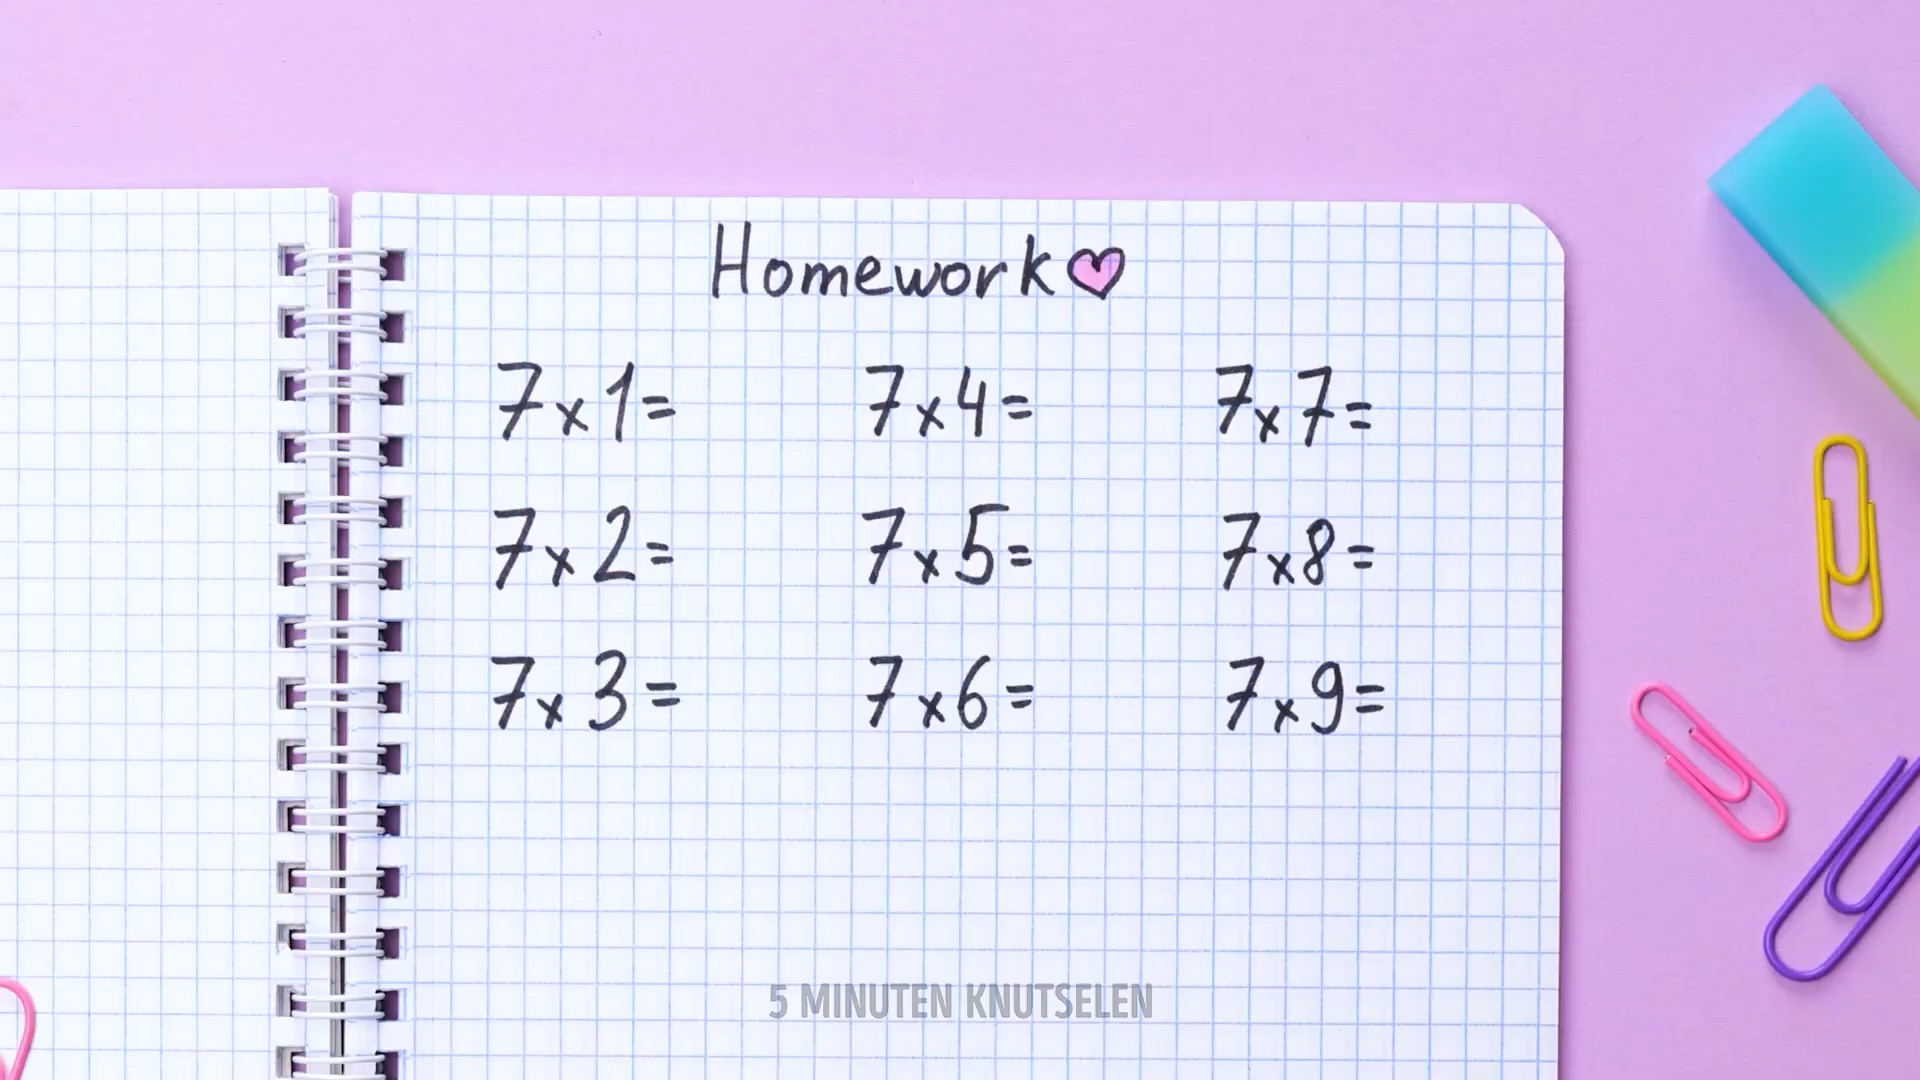 Homework
7x1= 7x4= 7x7=
7x2= 7x5= 7x8=
7x3= 7x6= 7x9=
5 MINUTEN KNUTSELEN